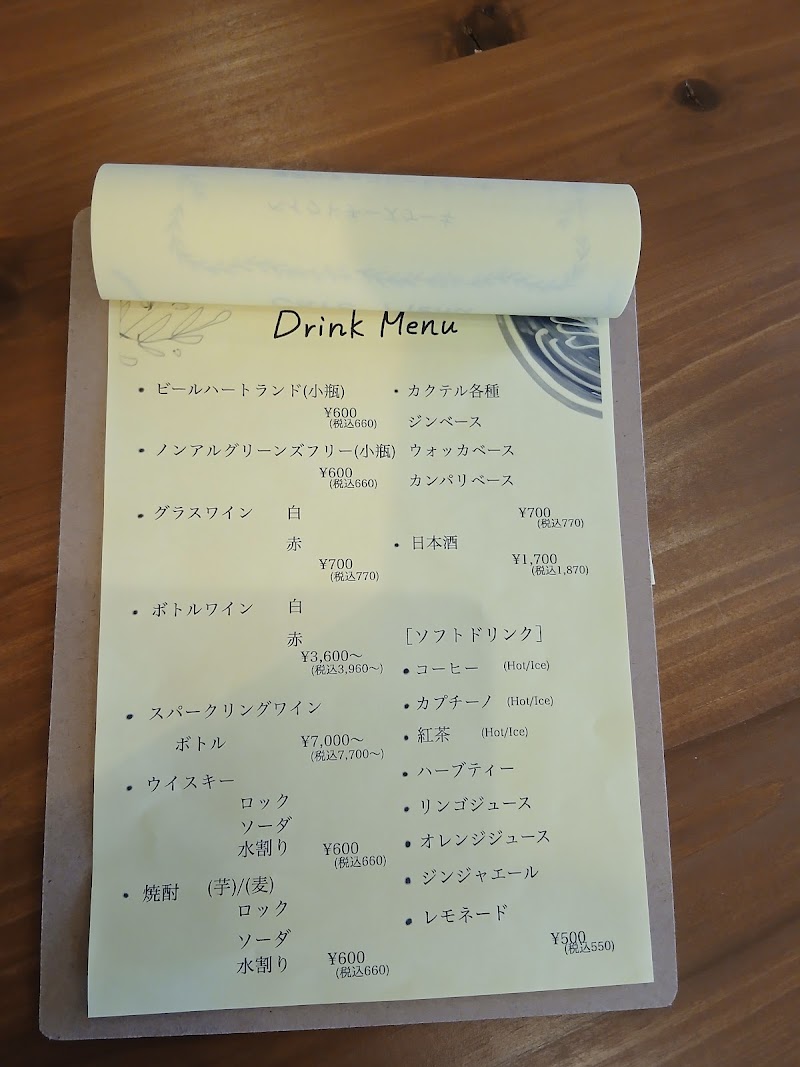 Drink Menu
・ビールハートランド(小瓶)
¥600
(税込660)
・ノンアルグリーンズフリー(小瓶)
¥600
(税込660)
・グラスワイン 白
赤
¥700
(税込770)
・ボトルワイン 白
赤
¥3,600〜
(税込3,960〜)
・スパークリングワイン
ボトル ¥7,000〜
(税込7,700〜)
・ウイスキー
ロック
ソーダ
水割り ¥600
(税込660)
・焼酎 (芋)/(麦)
ロック
ソーダ
水割り ¥600
(税込660)
・カクテル各種
ジンベース
ウォッカベース
カンパリベース
¥700
(税込770)
・日本酒
¥1,700
(税込1,870)
[ソフトドリンク]
・コーヒー (Hot/Ice)
・カプチーノ (Hot/Ice)
・紅茶 (Hot/Ice)
・ハーブティー
・リンゴジュース
・オレンジジュース
・ジンジャエール
・レモネード
¥500
(税込550)